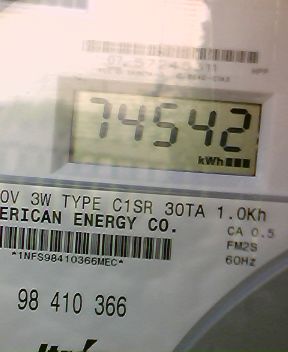 74542
kWh
0V 3W TYPE C1SR 30TA 1.0Kh
ERICAN ENERGY CO.
CA 0.5
FM2S
60Hz
*1NFS98410366MEC*
98 410 366